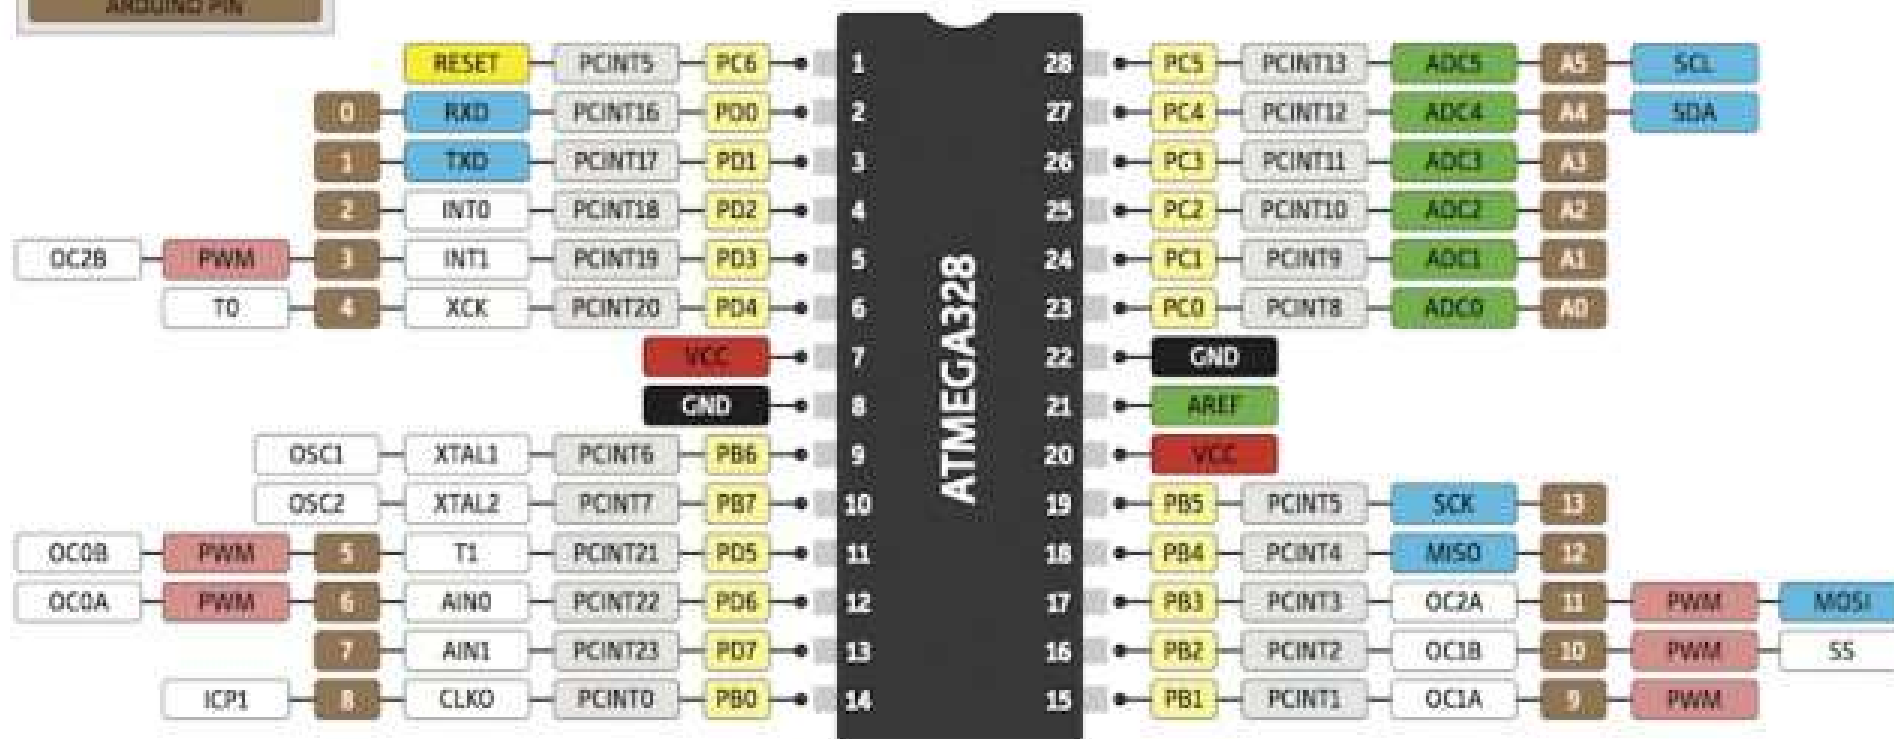 ARDUINO PIN
RESET PCINT5 PC6 1 28 PC5 PCINT13 ADC5 A5 SCL
0 RXD PCINT16 PD0 2 27 PC4 PCINT12 ADC4 A4 SDA
1 TXD PCINT17 PD1 3 26 PC3 PCINT11 ADC3 A3
2 INT0 PCINT18 PD2 4 25 PC2 PCINT10 ADC2 A2
OC2B PWM 3 INT1 PCINT19 PD3 5 24 PC1 PCINT9 ADC1 A1
T0 4 XCK PCINT20 PD4 6 23 PC0 PCINT8 ADC0 A0
VCC 7 22 GND
GND 8 21 AREF
OSC1 XTAL1 PCINT6 PB6 9 20 VCC
OSC2 XTAL2 PCINT7 PB7 10 19 PB5 PCINT5 SCK 13
OC0B PWM 5 T1 PCINT21 PD5 11 18 PB4 PCINT4 MISO 12
OC0A PWM 6 AIN0 PCINT22 PD6 12 17 PB3 PCINT3 OC2A 11 PWM MOSI
7 AIN1 PCINT23 PD7 13 16 PB2 PCINT2 OC1B 10 PWM SS
ICP1 8 CLKO PCINT0 PB0 14 15 PB1 PCINT1 OC1A 9 PWM
ATMEGA328